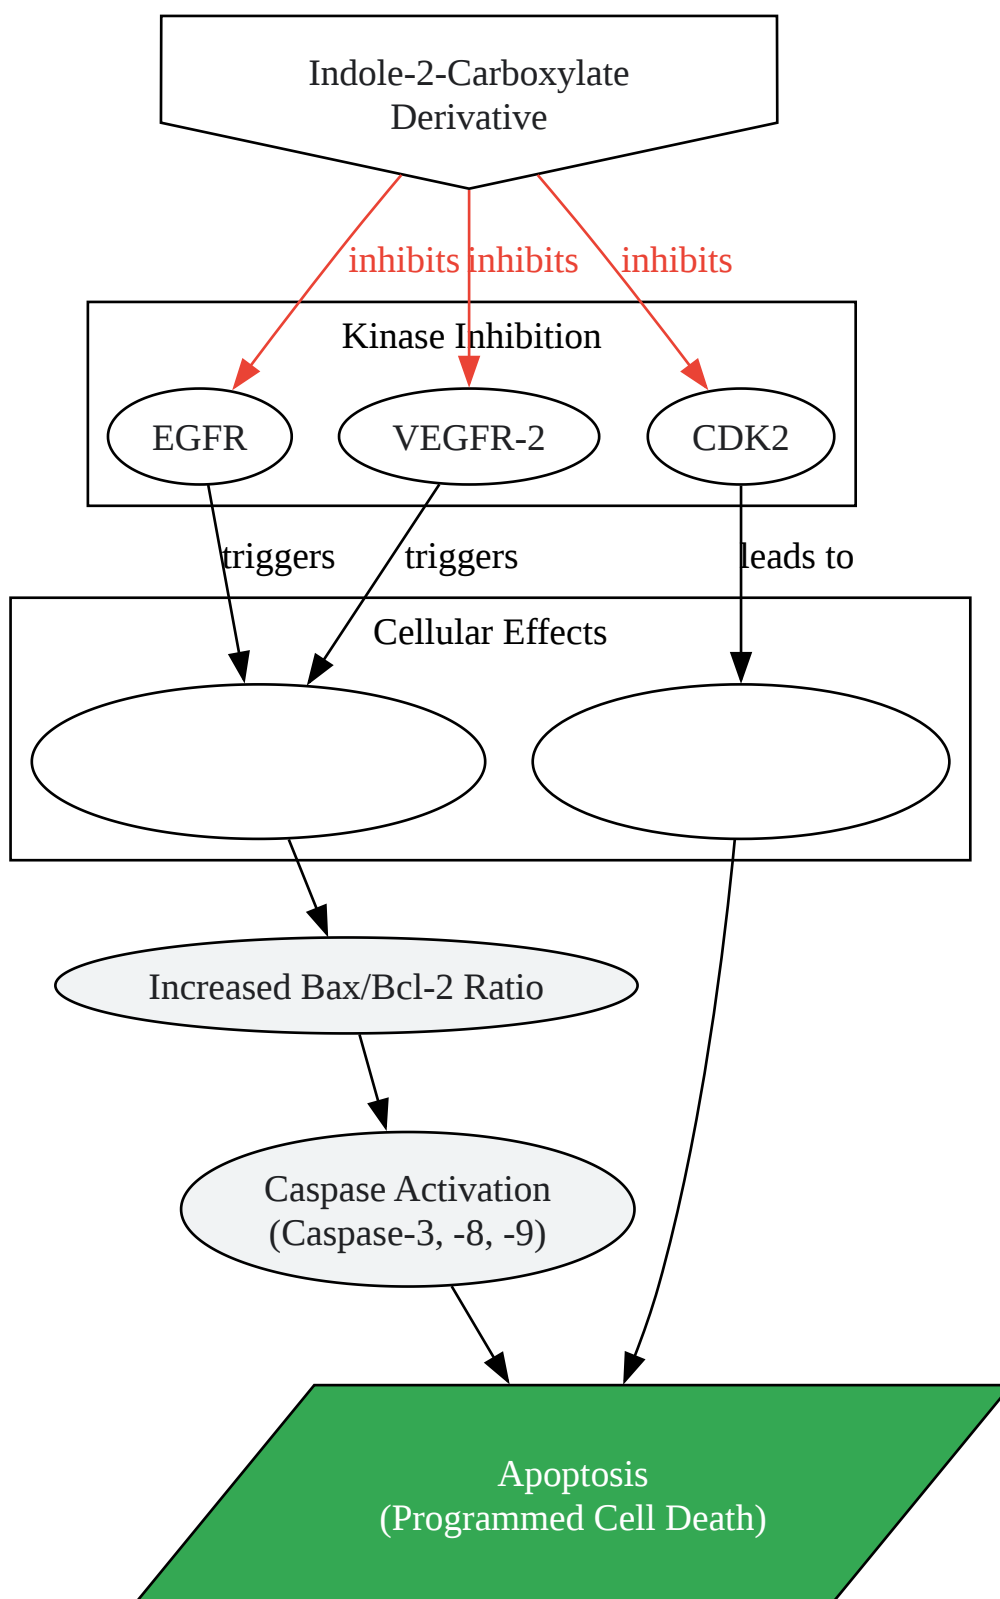 Indole-2-Carboxylate
Derivative
inhibits
inhibits
inhibits
Kinase Inhibition
EGFR
VEGFR-2
CDK2
triggers
triggers
leads to
Cellular Effects
Increased Bax/Bcl-2 Ratio
Caspase Activation
(Caspase-3, -8, -9)
Apoptosis
(Programmed Cell Death)